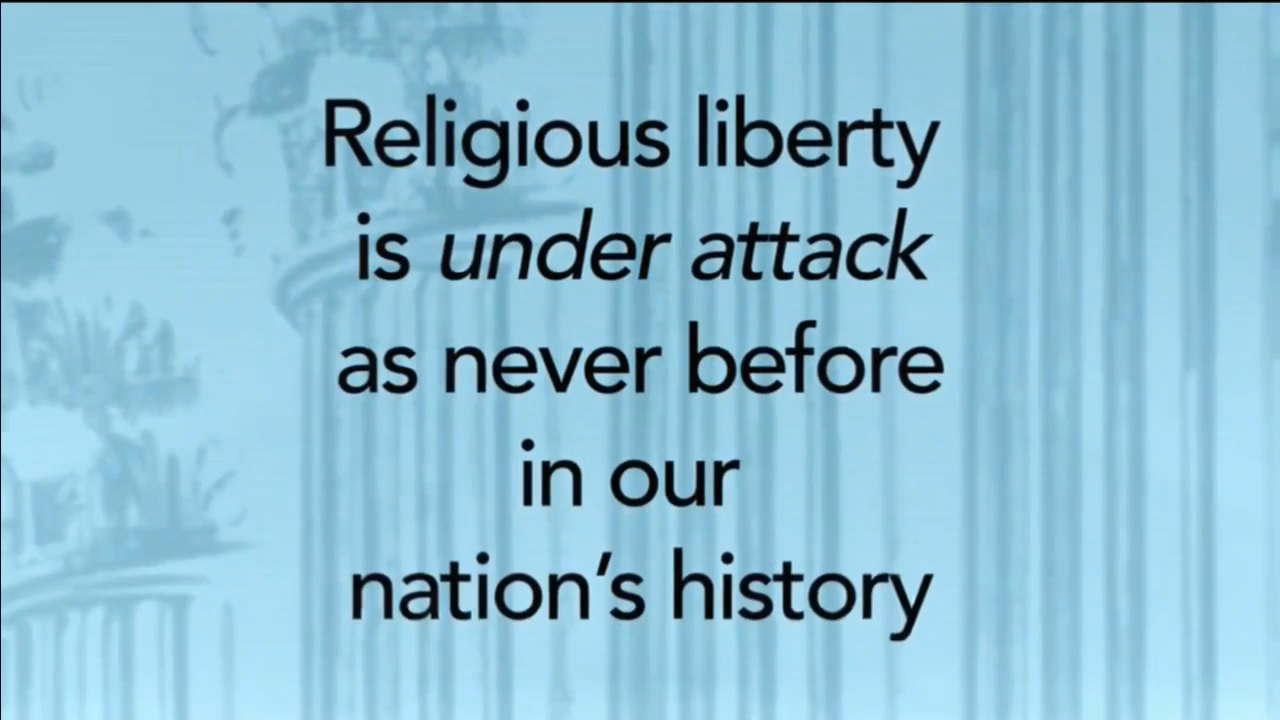 Religious liberty
is under attack
as never before
in our
nation’s history